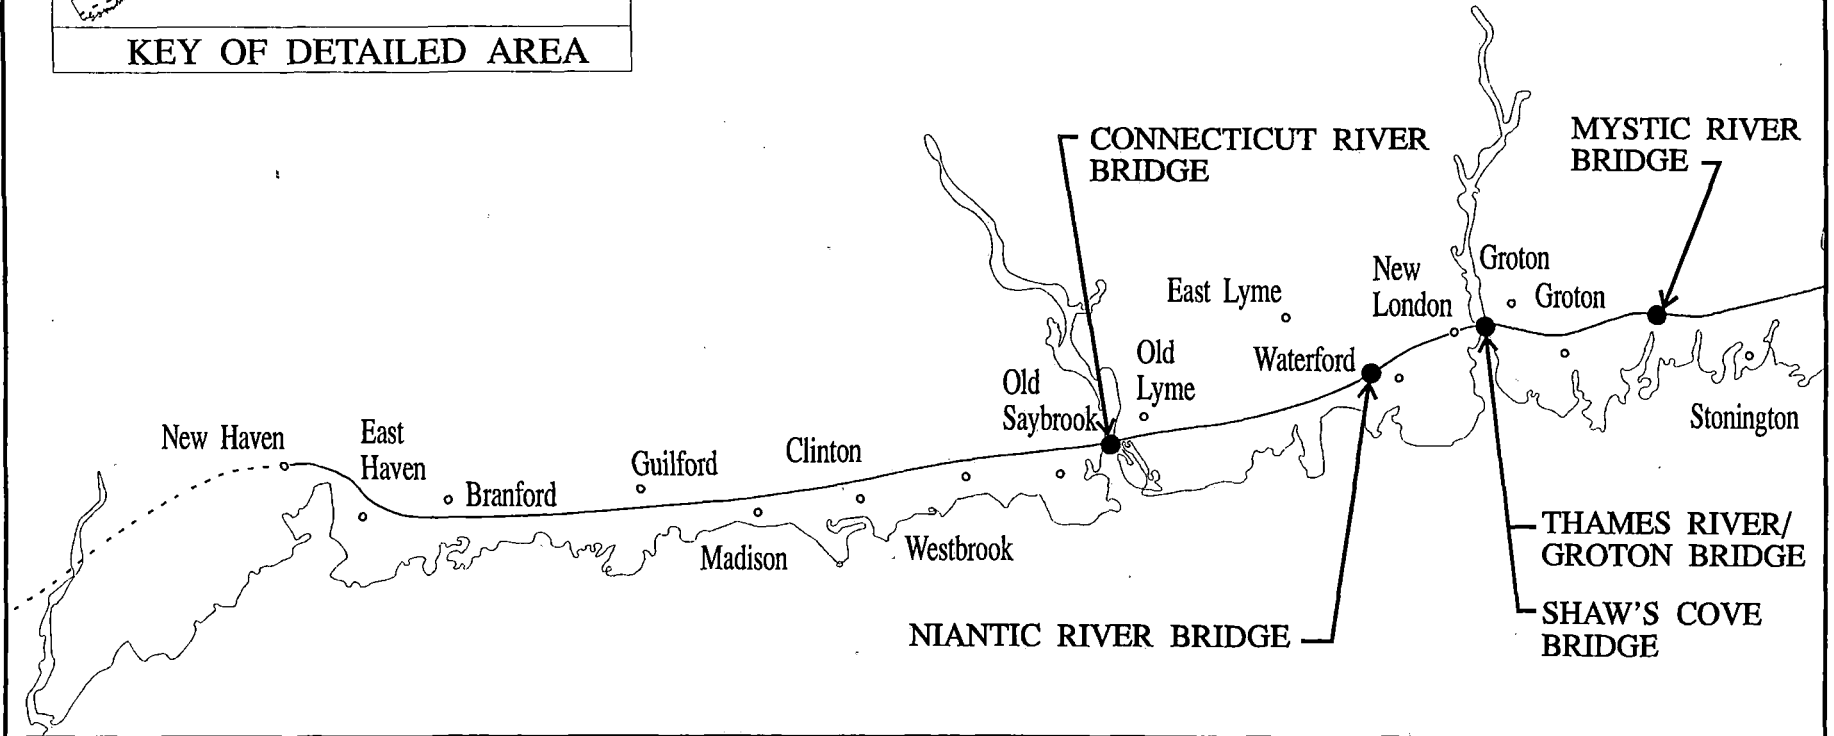 KEY OF DETAILED AREA
CONNECTICUT RIVER
BRIDGE
MYSTIC RIVER
BRIDGE
New
London
Groton
Groton
East Lyme
Old
Lyme
Waterford
Old
Saybrook
Stonington
New Haven
East
Haven
Branford
Guilford
Clinton
Madison
Westbrook
THAMES RIVER/
GROTON BRIDGE
NIANTIC RIVER BRIDGE
SHAW'S COVE
BRIDGE